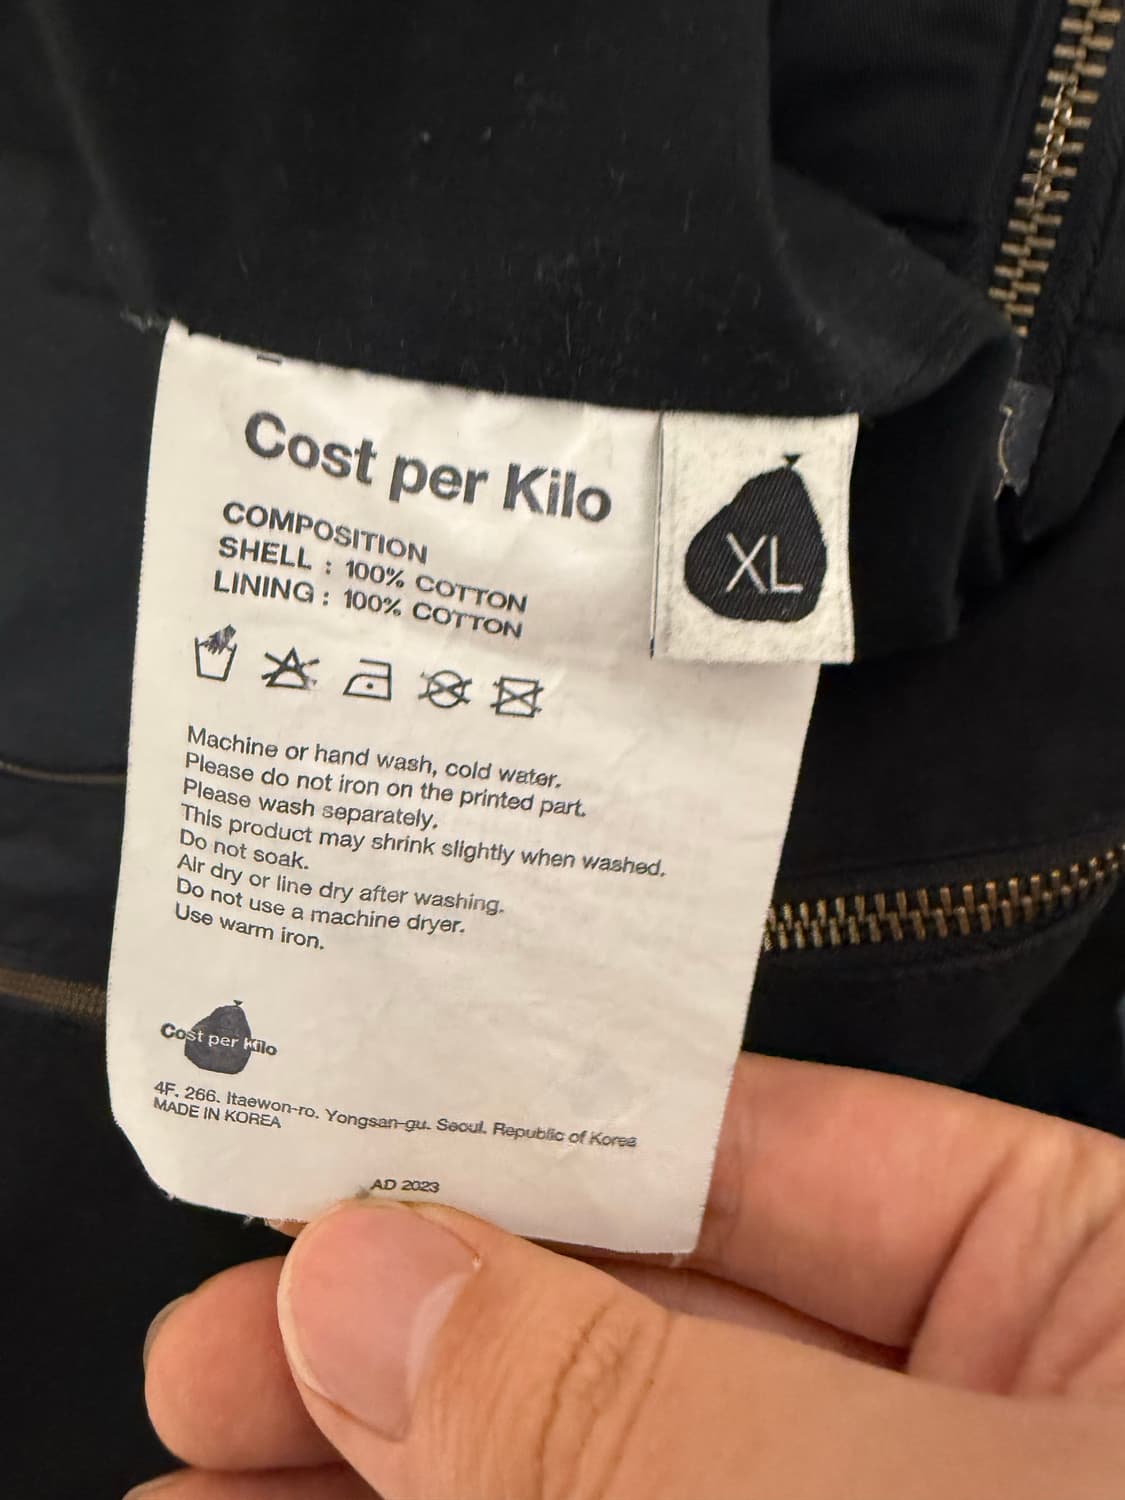 Cost per Kilo
XL
COMPOSITION
SHELL : 100% COTTON
LINING : 100% COTTON
Machine or hand wash, cold water.
Please do not iron on the printed part.
Please wash separately.
This product may shrink slightly when washed.
Do not soak.
Air dry or line dry after washing.
Do not use a machine dryer.
Use warm iron.
Cost per Kilo
4F. 266. Itaewon-ro. Yongsan-gu. Seoul. Republic of Korea
MADE IN KOREA
AD 2023